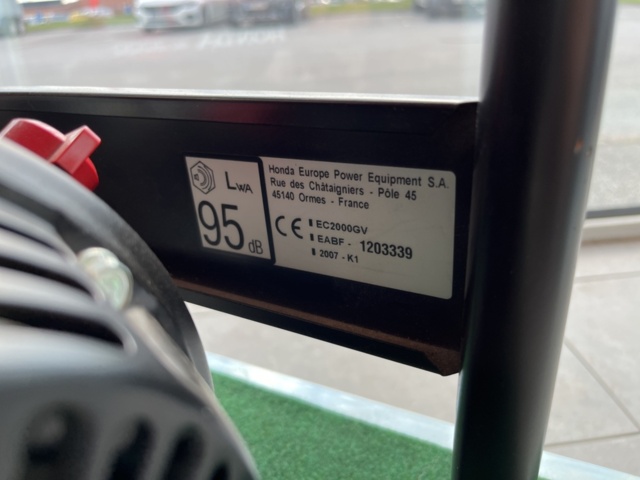 LWA
95 dB
Honda Europe Power Equipment S.A.
Rue des Châtaigniers - Pôle 45
45140 Ormes - France
CE
EC2000GV
EABF - 1203339
2007 - K1